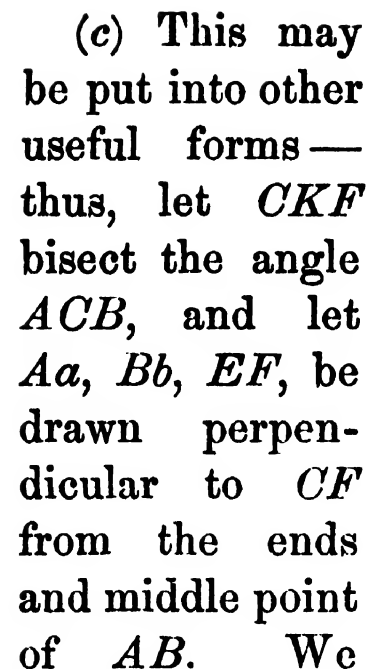 (c) This may
be put into other
useful forms—
thus, let CKF
bisect the angle
ACB, and let
Aa, Bb, EF, be
drawn perpen-
dicular to CF
from the ends
and middle point
of AB. We